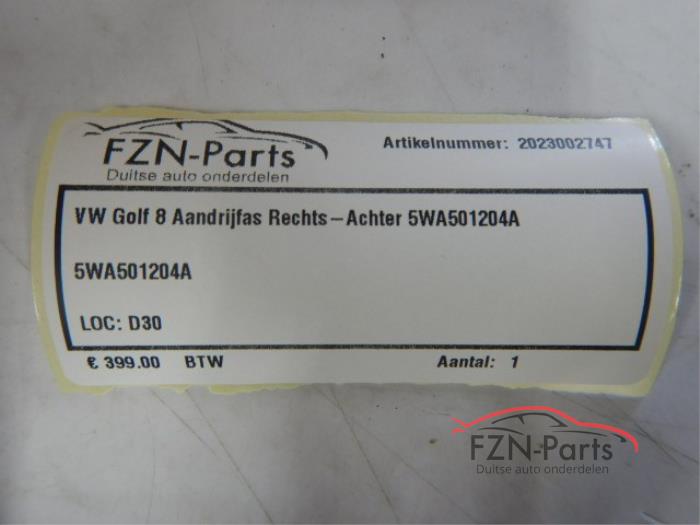 FZN-Parts
Duitse auto onderdelen
Artikelnummer: 2023002747
VW Golf 8 Aandrijfas Rechts-Achter 5WA501204A
5WA501204A
LOC: D30
€ 399.00 BTW
Aantal: 1
FZN-Parts
Duitse auto onderdelen